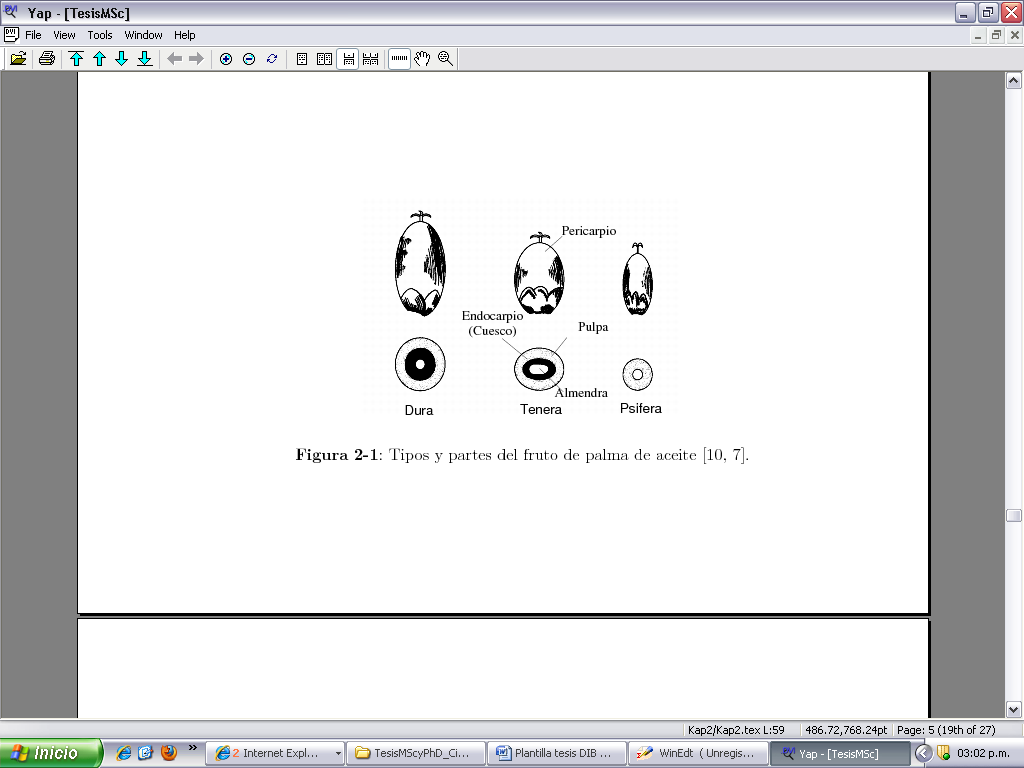 Yap - [TesisMSc]
File View Tools Window Help
Pericarpio
Endocarpio
(Cuesco)
Pulpa
Almendra
Dura Tenera Psifera
Figura 2-1: Tipos y partes del fruto de palma de aceite [10, 7].
Kap2/Kap2.tex L:59 486.72,768.24pt Page: 5 (19th of 27)
Inicio » 2 Internet Expl... TesisMScyPhD_Ci... Plantilla tesis DIB ... WinEdt ( Unregis... Yap - [TesisMSc] 03:02 p.m.